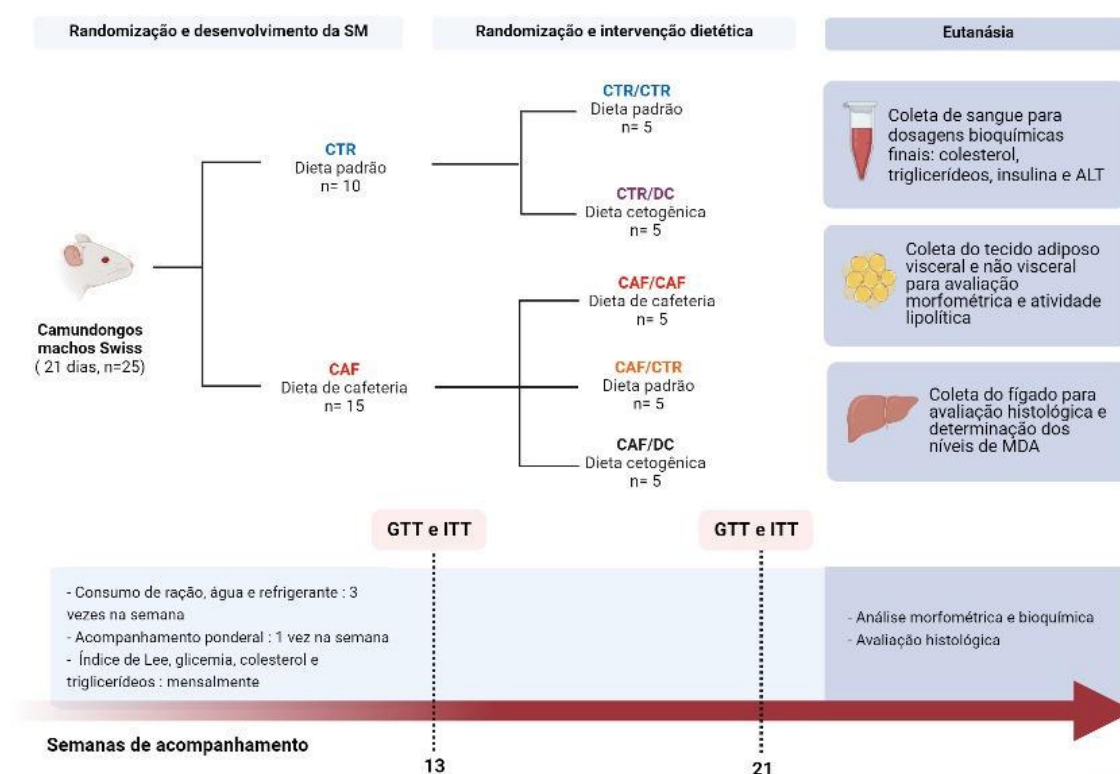 Randomização e desenvolvimento da SM
Randomização e intervenção dietética
Eutanásia
Camundongos
machos Swiss
( 21 dias, n=25)
CTR
Dieta padrão
n= 10
CAF
Dieta de cafeteria
n= 15
CTR/CTR
Dieta padrão
n= 5
CTR/DC
Dieta cetogênica
n= 5
CAF/CAF
Dieta de cafeteria
n= 5
CAF/CTR
Dieta padrão
n= 5
CAF/DC
Dieta cetogênica
n= 5
Coleta de sangue para
dosagens bioquímicas
finais: colesterol,
triglicerídeos, insulina e ALT
Coleta do tecido adiposo
visceral e não visceral
para avaliação
morfométrica e atividade
lipolítica
Coleta do fígado para
avaliação histológica e
determinação dos
níveis de MDA
GTT e ITT
GTT e ITT
- Consumo de ração, água e refrigerante : 3
vezes na semana
- Acompanhamento ponderal : 1 vez na semana
- Índice de Lee, glicemia, colesterol e
triglicerídeos : mensalmente
- Análise morfométrica e bioquímica
- Avaliação histológica
Semanas de acompanhamento
13
21